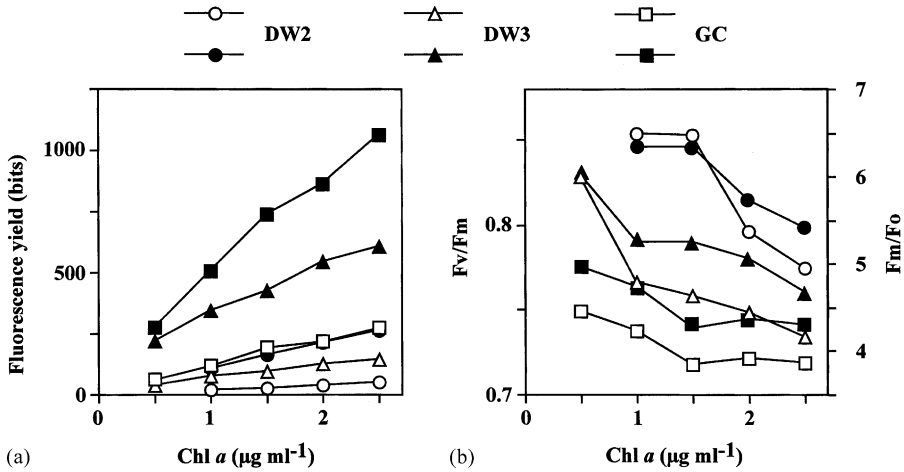 DW2 DW3 GC
Fluorescence yield (bits)
1000
500
0
0 1 2
Chl a (µg ml-1)
(a)
Fv/Fm
0.8
0.7
0 1 2
Chl a (µg ml-1)
(b)
7
6
5
4
Fm/Fo